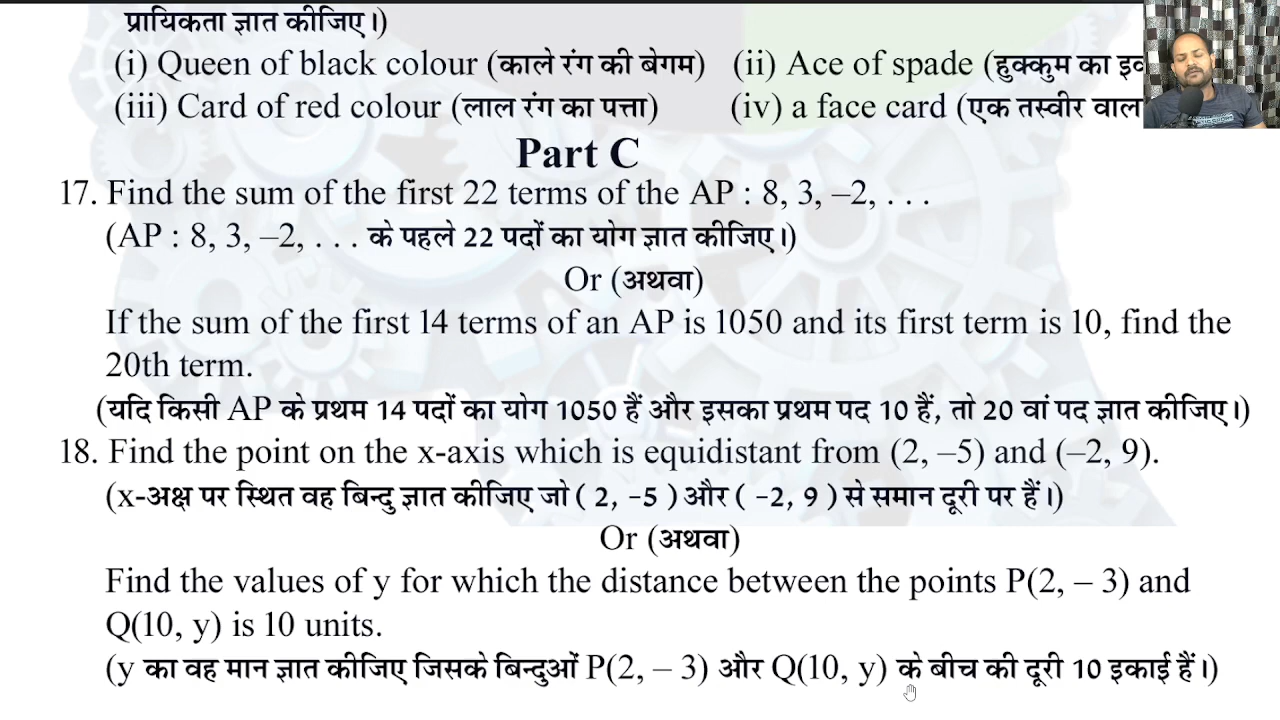 प्रायिकता ज्ञात कीजिए।)
(i) Queen of black colour (काले रंग की बेगम) (ii) Ace of spade (हुक्कुम का
(iii) Card of red colour (लाल रंग का पत्ता) (iv) a face card (एक तस्वीर वाला
Part C
17. Find the sum of the first 22 terms of the AP : 8, 3, –2, . . .
(AP : 8, 3, –2, . . . के पहले 22 पदों का योग ज्ञात कीजिए।)
Or (अथवा)
If the sum of the first 14 terms of an AP is 1050 and its first term is 10, find the
20th term.
(यदि किसी AP के प्रथम 14 पदों का योग 1050 हैं और इसका प्रथम पद 10 हैं, तो 20 वां पद ज्ञात कीजिए।)
18. Find the point on the x-axis which is equidistant from (2, –5) and (–2, 9).
(x-अक्ष पर स्थित वह बिन्दु ज्ञात कीजिए जो ( 2, -5 ) और ( -2, 9 ) से समान दूरी पर हैं।)
Or (अथवा)
Find the values of y for which the distance between the points P(2, – 3) and
Q(10, y) is 10 units.
(y का वह मान ज्ञात कीजिए जिसके बिन्दुओं P(2, – 3) और Q(10, y) के बीच की दूरी 10 इकाई हैं।)